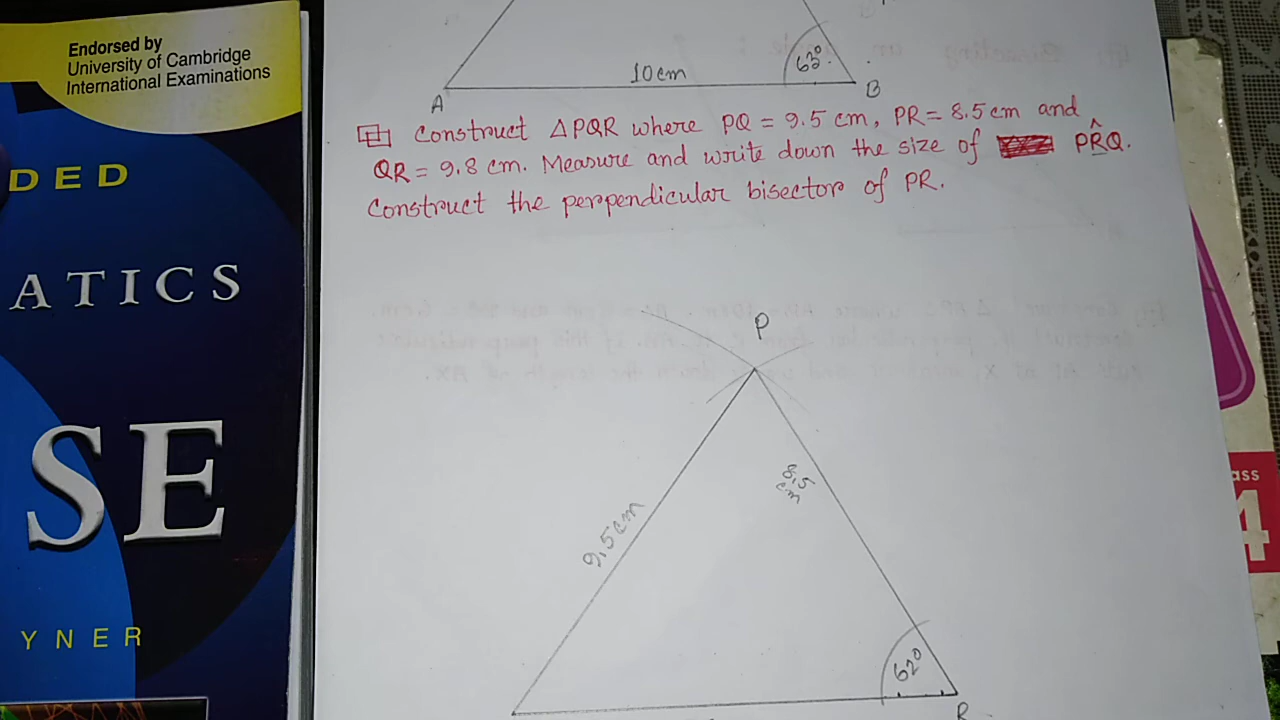 Endorsed by
University of Cambridge
International Examinations
DED
ATICS
SE
YNER
10cm
63°
A
B
Construct △PQR where PQ = 9.5 cm, PR = 8.5 cm and
QR = 9.8 cm. Measure and write down the size of PR̂Q.
Construct the perpendicular bisector of PR.
P
9.5cm
8.5
cm
62°
R
ass
4